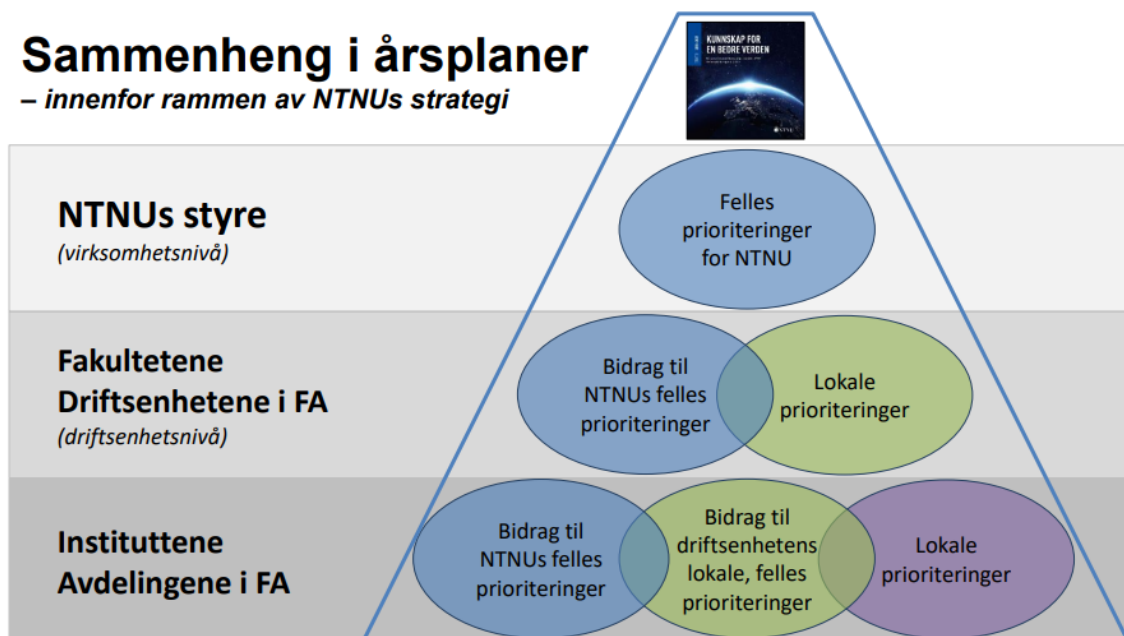 Sammenheng i årsplaner
– innenfor rammen av NTNUs strategi
KUNNSKAP FOR
EN BEDRE VERDEN
NTNU
NTNUs styre
(virksomhetsnivå)
Felles
prioriteringer
for NTNU
Fakultetene
Driftsenhetene i FA
(driftsenhetsnivå)
Bidrag til
NTNUs felles
prioriteringer
Lokale
prioriteringer
Instituttene
Avdelingene i FA
Bidrag til
NTNUs felles
prioriteringer
Bidrag til
driftsenhetens
lokale, felles
prioriteringer
Lokale
prioriteringer